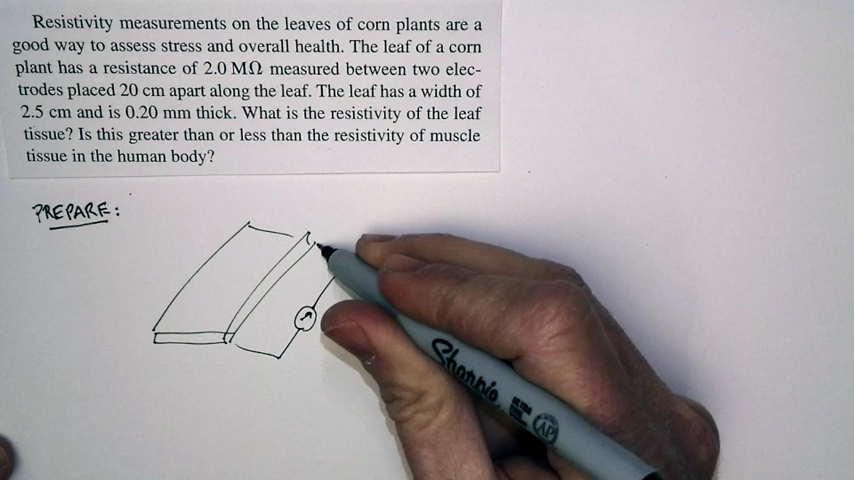 Resistivity measurements on the leaves of corn plants are a
good way to assess stress and overall health. The leaf of a corn
plant has a resistance of 2.0 MΩ measured between two elec-
trodes placed 20 cm apart along the leaf. The leaf has a width of
2.5 cm and is 0.20 mm thick. What is the resistivity of the leaf
tissue? Is this greater than or less than the resistivity of muscle
tissue in the human body?
PREPARE:
Sharpie
AP